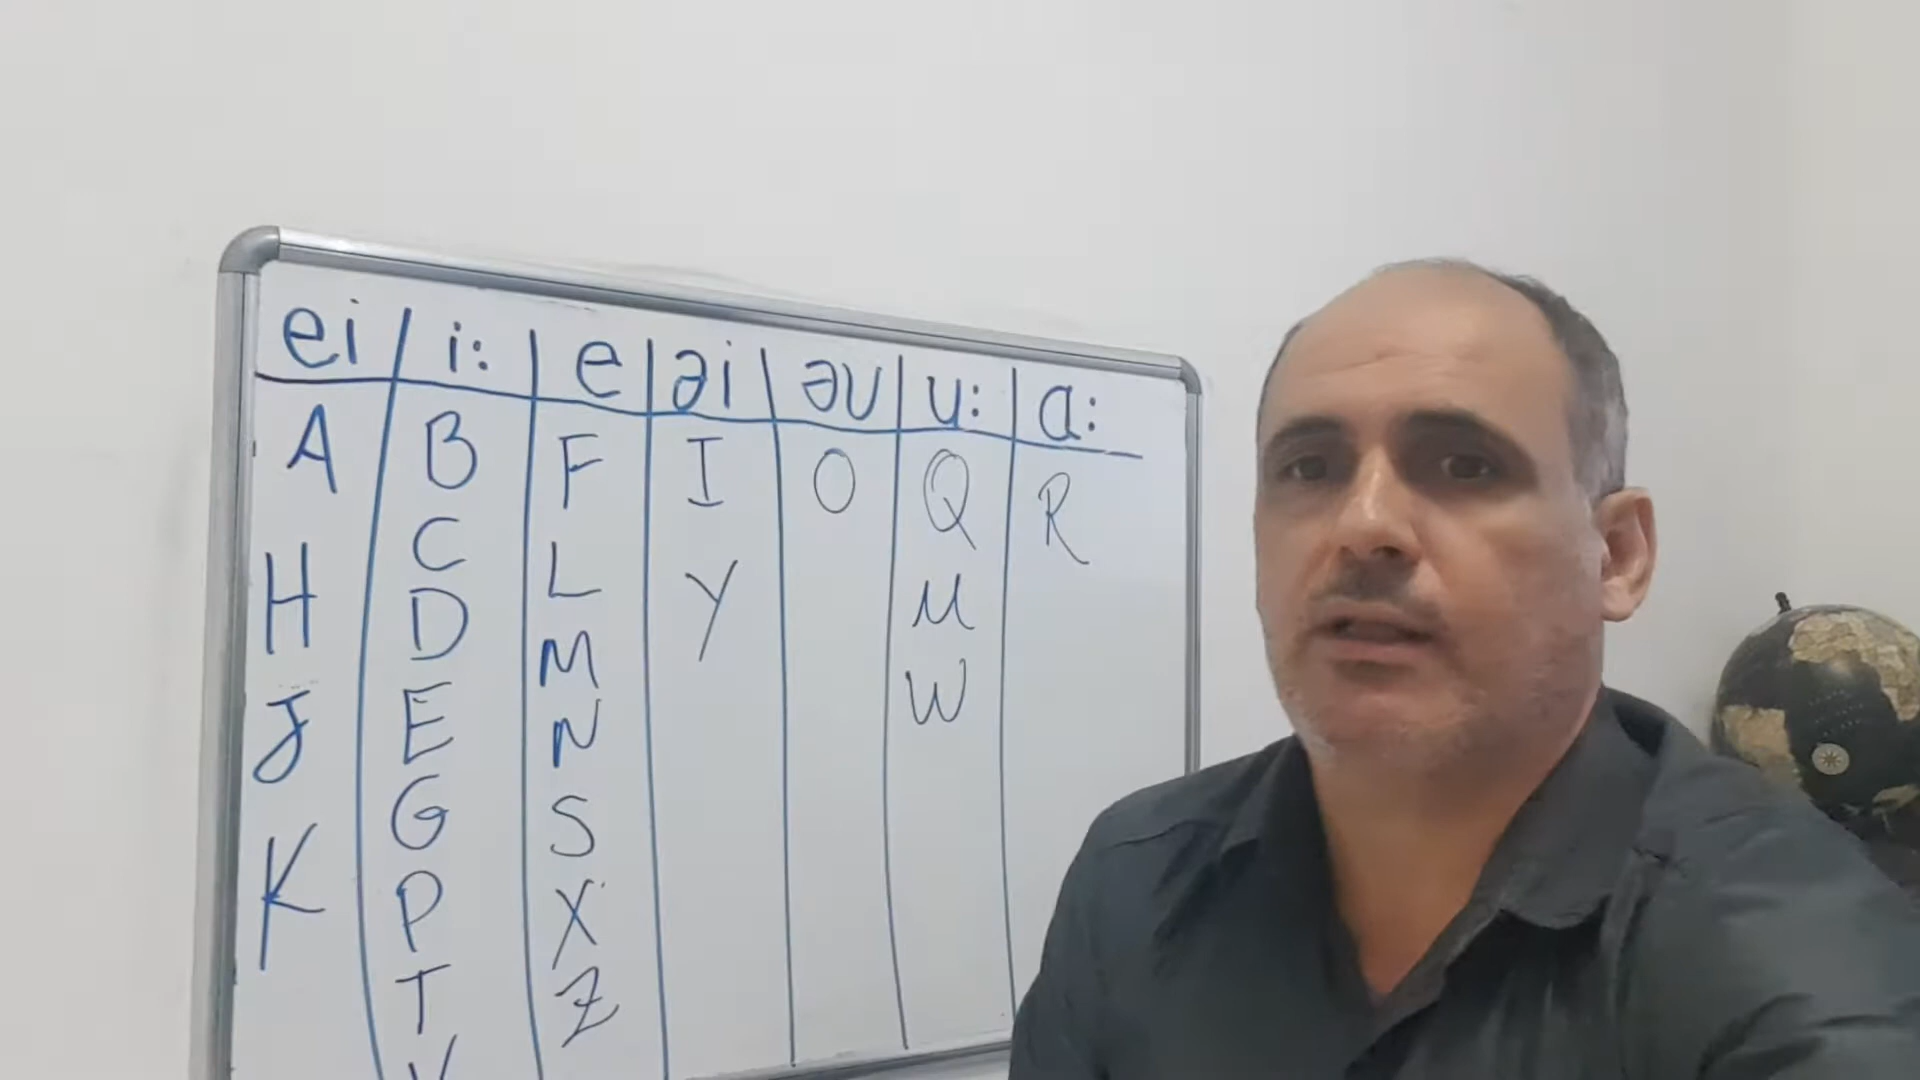 ei i: e əi əu u: a:
A B F I O Q R
C
H D L Y U
M
J E N W
G S
K P X
T Z
V